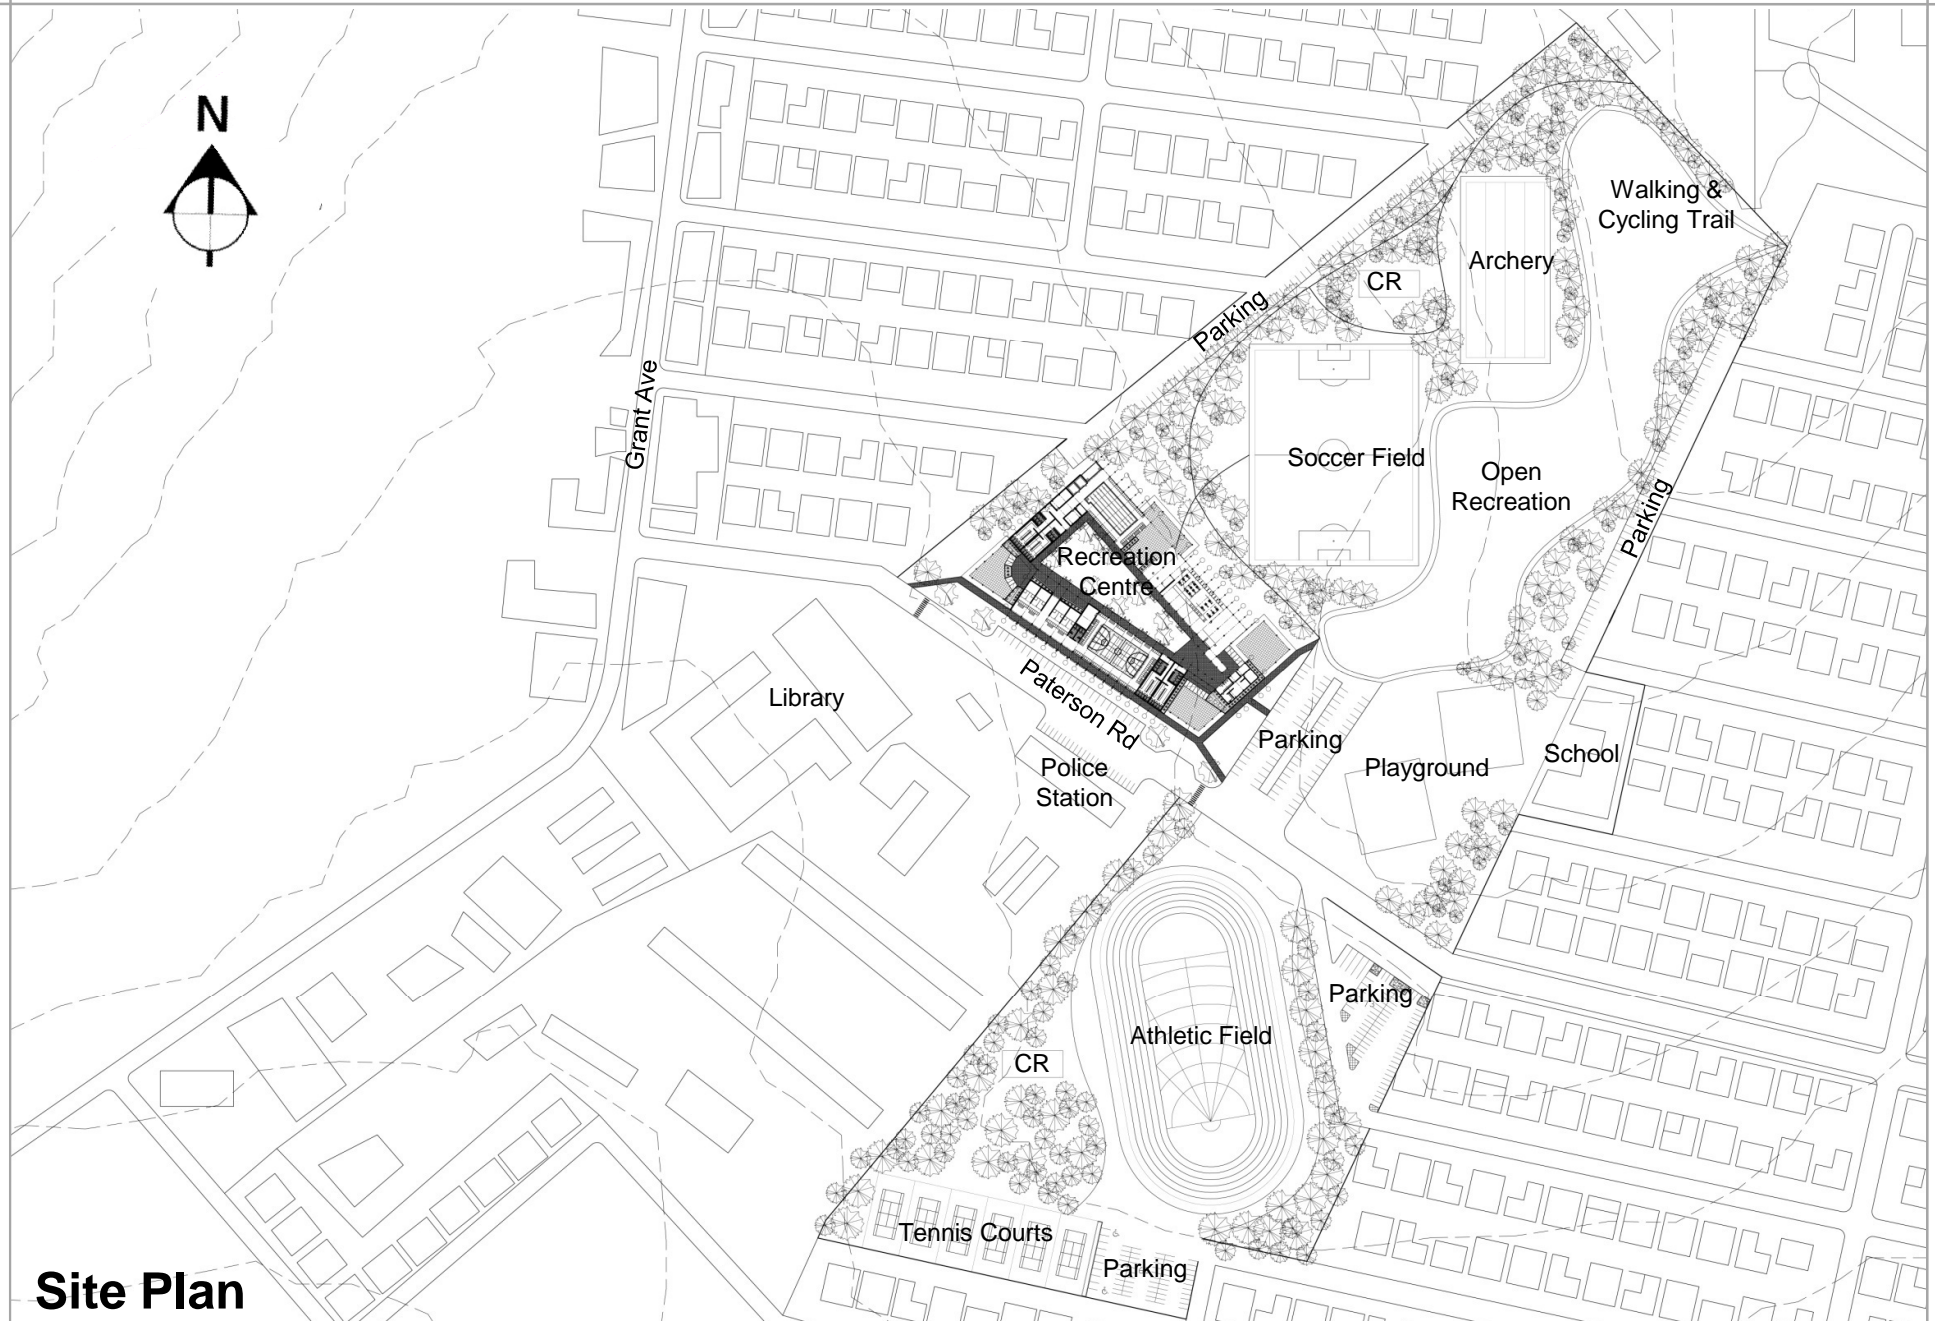 N
Walking &
Cycling Trail
Archery
CR
Parking
Grant Ave
Soccer Field
Open
Recreation
Parking
Recreation
Centre
Library
Paterson Rd
Parking
Playground
School
Police
Station
Parking
Athletic Field
CR
Tennis Courts
Parking
Site Plan